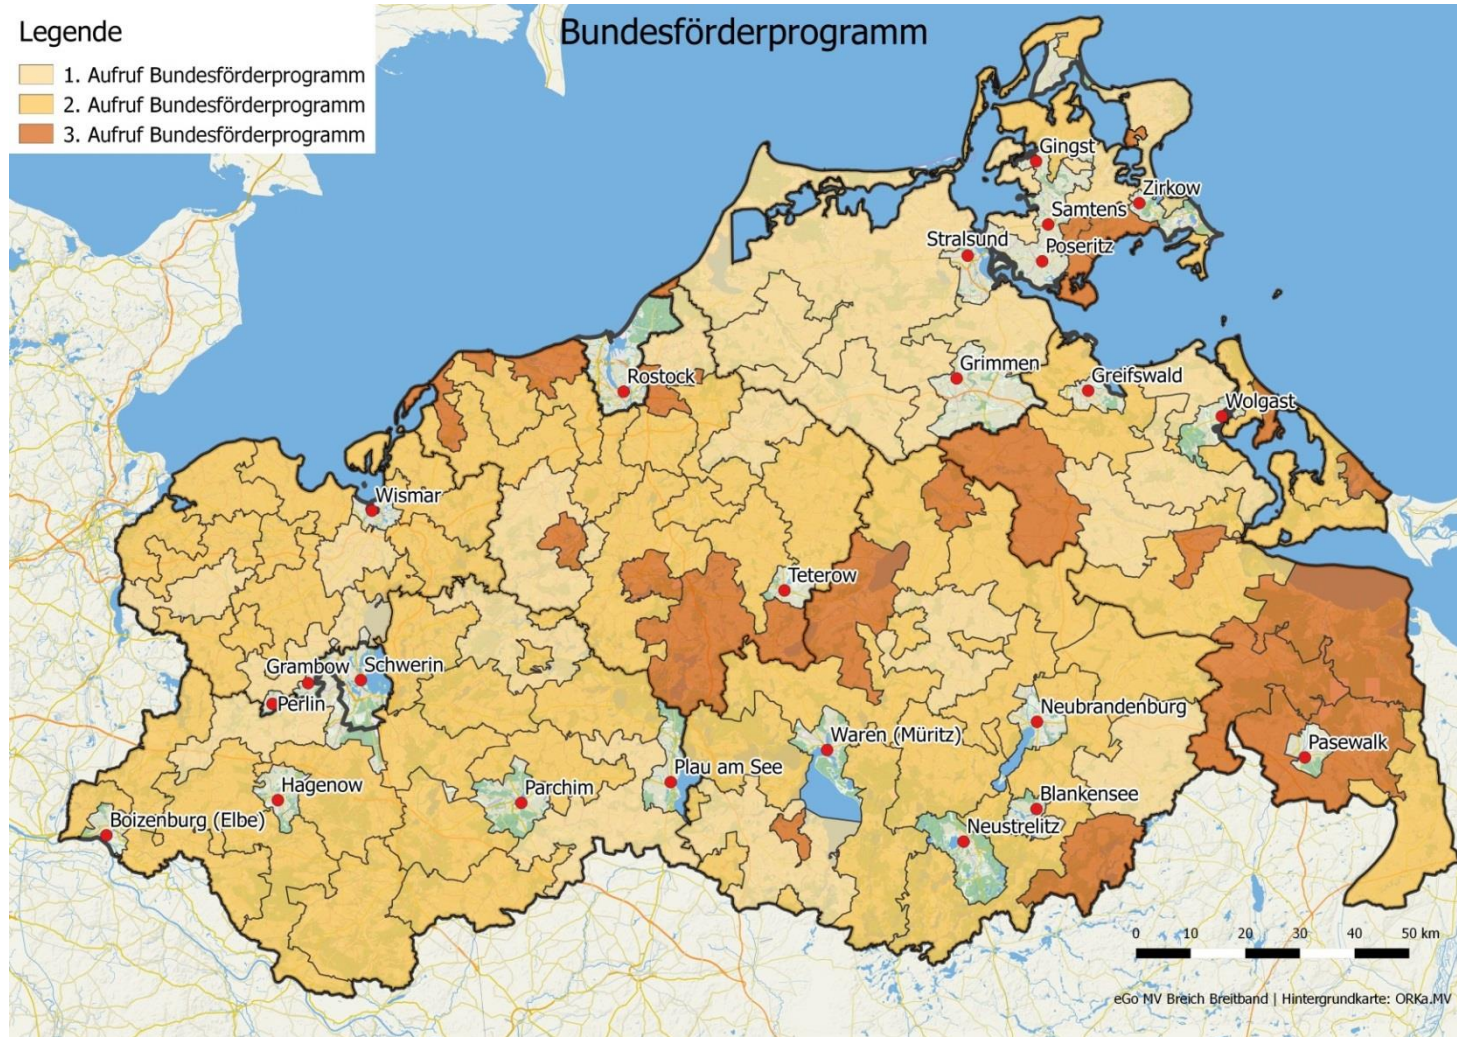 Bundesförderprogramm
Legende
1. Aufruf Bundesförderprogramm
2. Aufruf Bundesförderprogramm
3. Aufruf Bundesförderprogramm
Gingst
Zirkow
Samtens
Stralsund
Poseritz
Grimmen
Rostock
Greifswald
Wolgast
Wismar
Teterow
Grambow
Schwerin
Perlin
Neubrandenburg
Waren (Müritz)
Pasewalk
Plau am See
Hagenow
Parchim
Blankensee
Boizenburg (Elbe)
Neustrelitz
0 10 20 30 40 50 km
eGo MV Breich Breitband | Hintergrundkarte: ORKa.MV